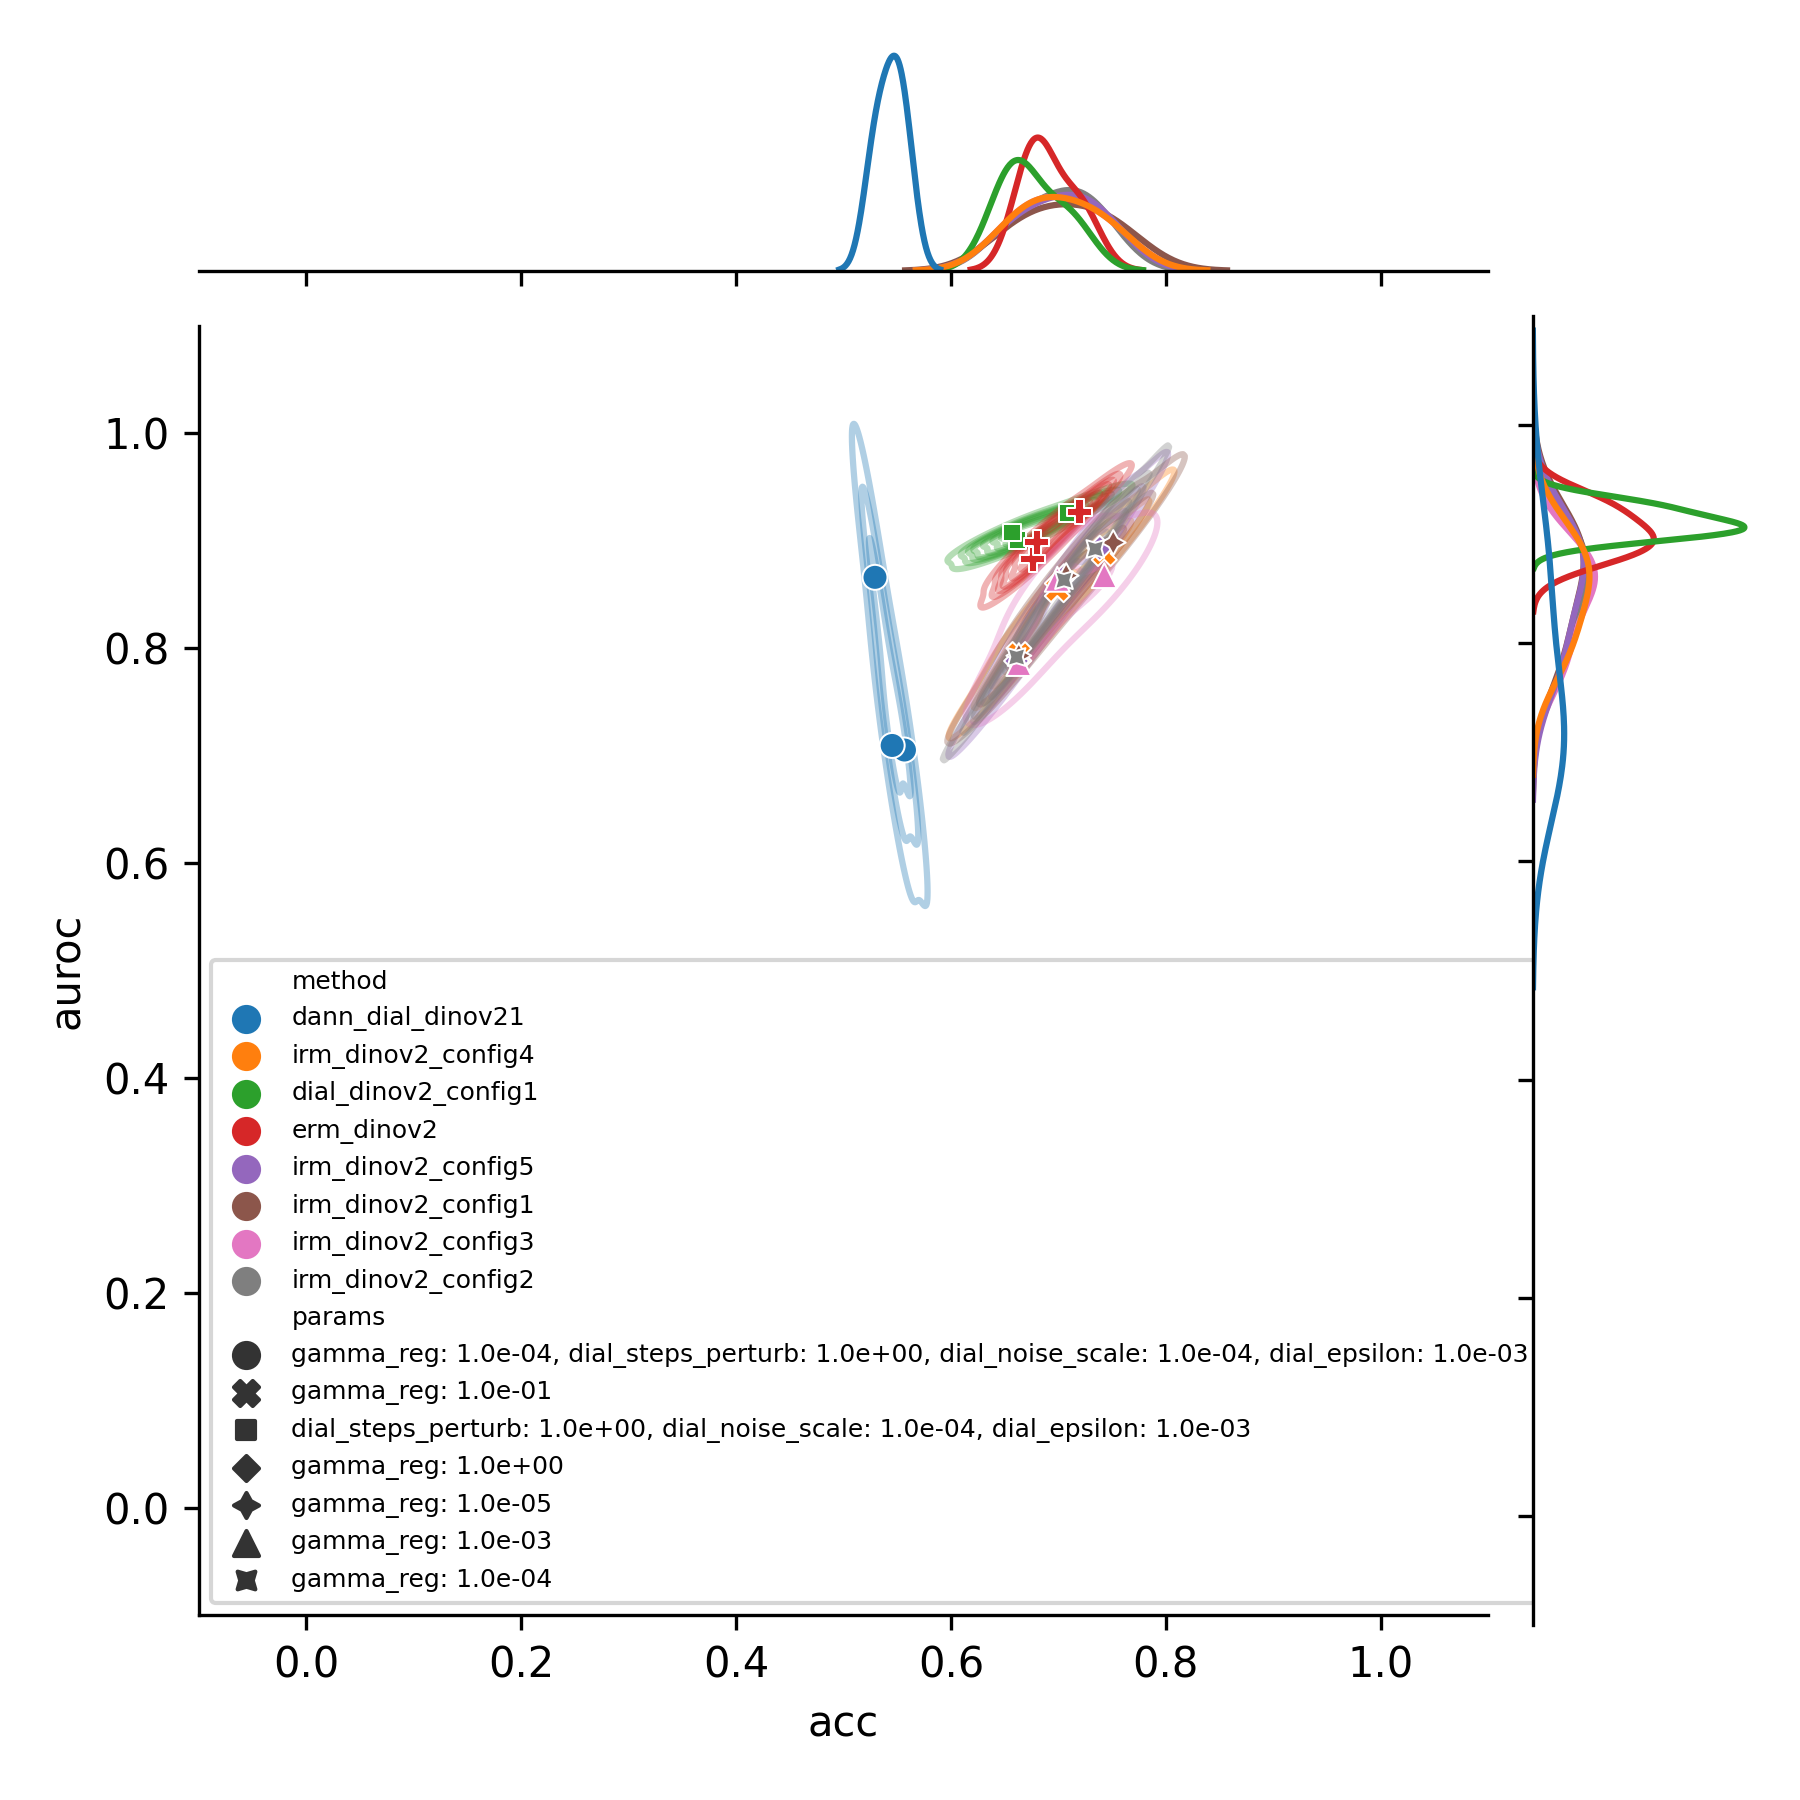 1.0
0.8
0.6
0.4
0.2
0.0
auroc
method
dann_dial_dinov21
irm_dinov2_config4
dial_dinov2_config1
erm_dinov2
irm_dinov2_config5
irm_dinov2_config1
irm_dinov2_config3
irm_dinov2_config2
params
gamma_reg: 1.0e-04, dial_steps_perturb: 1.0e+00, dial_noise_scale: 1.0e-04, dial_epsilon: 1.0e-03
gamma_reg: 1.0e-01
dial_steps_perturb: 1.0e+00, dial_noise_scale: 1.0e-04, dial_epsilon: 1.0e-03
gamma_reg: 1.0e+00
gamma_reg: 1.0e-05
gamma_reg: 1.0e-03
gamma_reg: 1.0e-04
0.0 0.2 0.4 0.6 0.8 1.0
acc